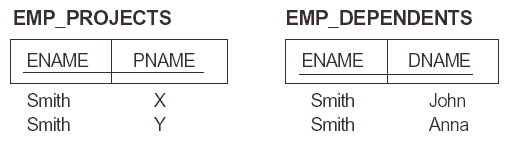 EMP_PROJECTS EMP_DEPENDENTS
ENAME PNAME ENAME DNAME
Smith X Smith John
Smith Y Smith Anna